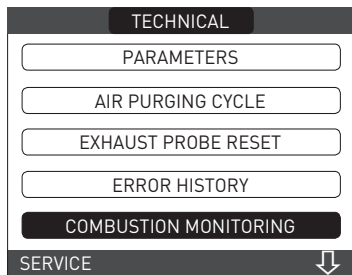 TECHNICAL
PARAMETERS
AIR PURGING CYCLE
EXHAUST PROBE RESET
ERROR HISTORY
COMBUSTION MONITORING
SERVICE